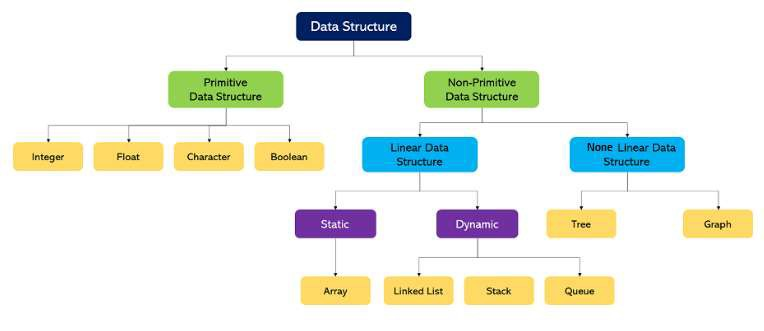 Data Structure
Primitive
Data Structure
Non-Primitive
Data Structure
Integer
Float
Character
Boolean
Linear Data
Structure
None Linear Data
Structure
Static
Dynamic
Tree
Graph
Array
Linked List
Stack
Queue